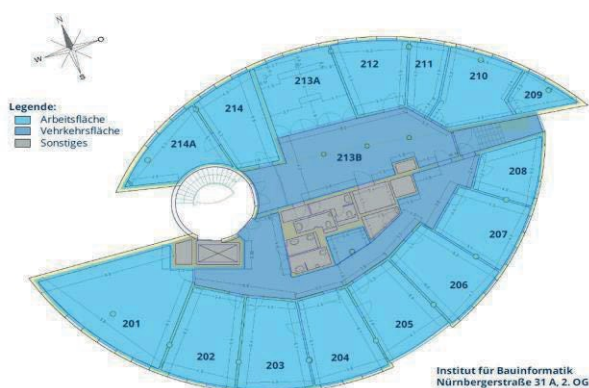 N
W
O
S
Legende:
Arbeitsfläche
Vehrkehrsfläche
Sonstiges
213A
212
211
210
209
214
214A
213B
208
207
206
205
204
203
202
201
Institut für Bauinformatik
Nürnbergerstraße 31 A, 2. OG